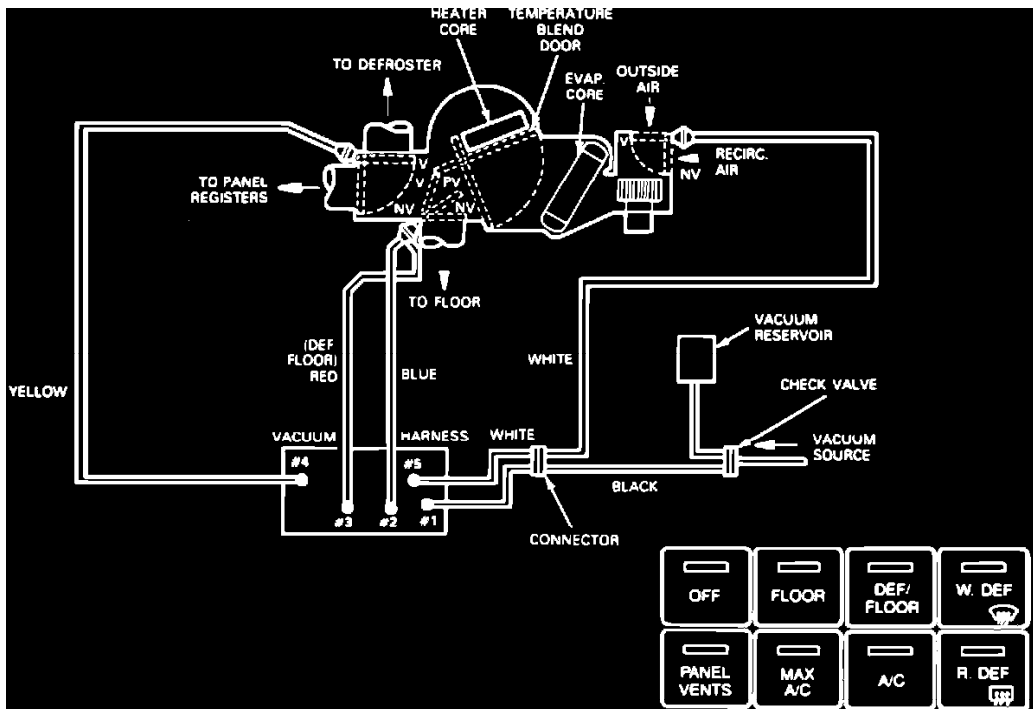 HEATER
CORE
TEMPERATURE
BLEND
DOOR
TO DEFROSTER
EVAP.
CORE
OUTSIDE
AIR
V
RECIRC.
AIR
NV
V
V
PV
TO PANEL
REGISTERS
NV
NV
TO FLOOR
VACUUM
RESERVOIR
(DEF
FLOOR)
RED
BLUE
WHITE
YELLOW
CHECK VALVE
VACUUM HARNESS
WHITE
VACUUM
SOURCE
#4
#5
BLACK
#3
#2
#1
CONNECTOR
OFF
FLOOR
DEF/
FLOOR
W. DEF
PANEL
VENTS
MAX
A/C
A/C
R. DEF